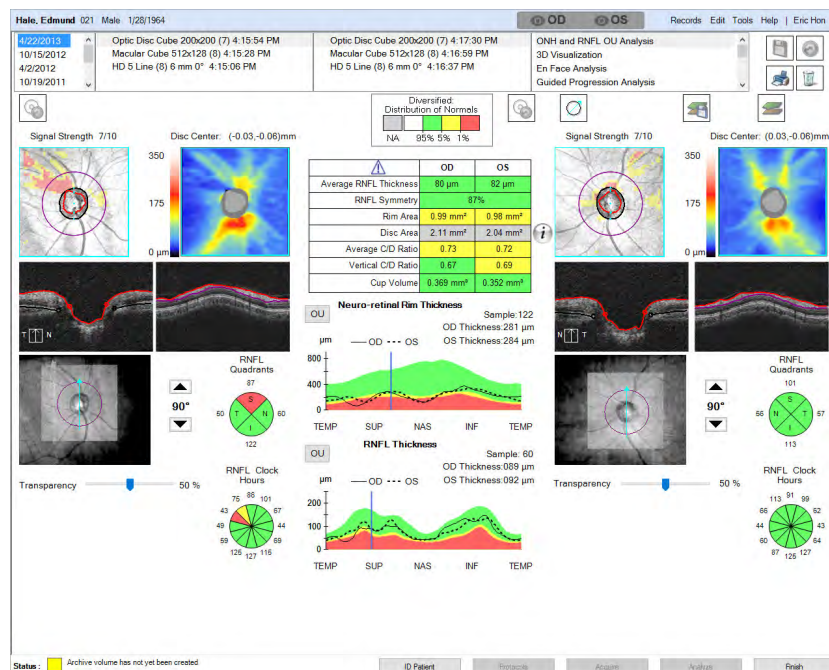 Hale, Edmund 021 Male 1/28/1964
OD OS
Records Edit Tools Help | Eric Hon
4/22/2013
10/15/2012
4/2/2012
10/19/2011
Optic Disc Cube 200x200 (7) 4:15:54 PM
Macular Cube 512x128 (8) 4:15:28 PM
HD 5 Line (8) 6 mm 0° 4:15:06 PM
Optic Disc Cube 200x200 (7) 4:17:30 PM
Macular Cube 512x128 (8) 4:16:59 PM
HD 5 Line (8) 6 mm 0° 4:16:37 PM
ONH and RNFL OU Analysis
3D Visualization
En Face Analysis
Guided Progression Analysis
Diversified:
Distribution of Normals
NA 95% 5% 1%
Signal Strength 7/10 Disc Center: (-0.03,-0.06)mm
350
175
0 µm
Signal Strength 7/10 Disc Center: (0.03,-0.06)mm
350
175
0 µm
OD OS
Average RNFL Thickness 80 µm 82 µm
RNFL Symmetry 87%
Rim Area 0.99 mm² 0.98 mm²
Disc Area 2.11 mm² 2.04 mm²
Average C/D Ratio 0.73 0.72
Vertical C/D Ratio 0.67 0.69
Cup Volume 0.369 mm³ 0.352 mm³
i
T N
T N
OU
Neuro-retinal Rim Thickness
Sample:122
OD Thickness:281 µm
OS Thickness:284 µm
µm
OD OS
800
400
0
TEMP SUP NAS INF TEMP
OU
RNFL Thickness
Sample: 60
OD Thickness:089 µm
OS Thickness:092 µm
µm
OD OS
200
100
0
TEMP SUP NAS INF TEMP
90°
RNFL
Quadrants
87
50 T S N I 60
122
Transparency 50 %
RNFL Clock
Hours
75 86 101
43 67
49 44
59 69
126 127 116
90°
RNFL
Quadrants
101
56 N S T I 57
113
Transparency 50 %
RNFL Clock
Hours
113 91 99
66 62
44 43
60 64
87 125 127
Status : Archive volume has not yet been created
ID Patient Protocols Acquire Analyze Finish